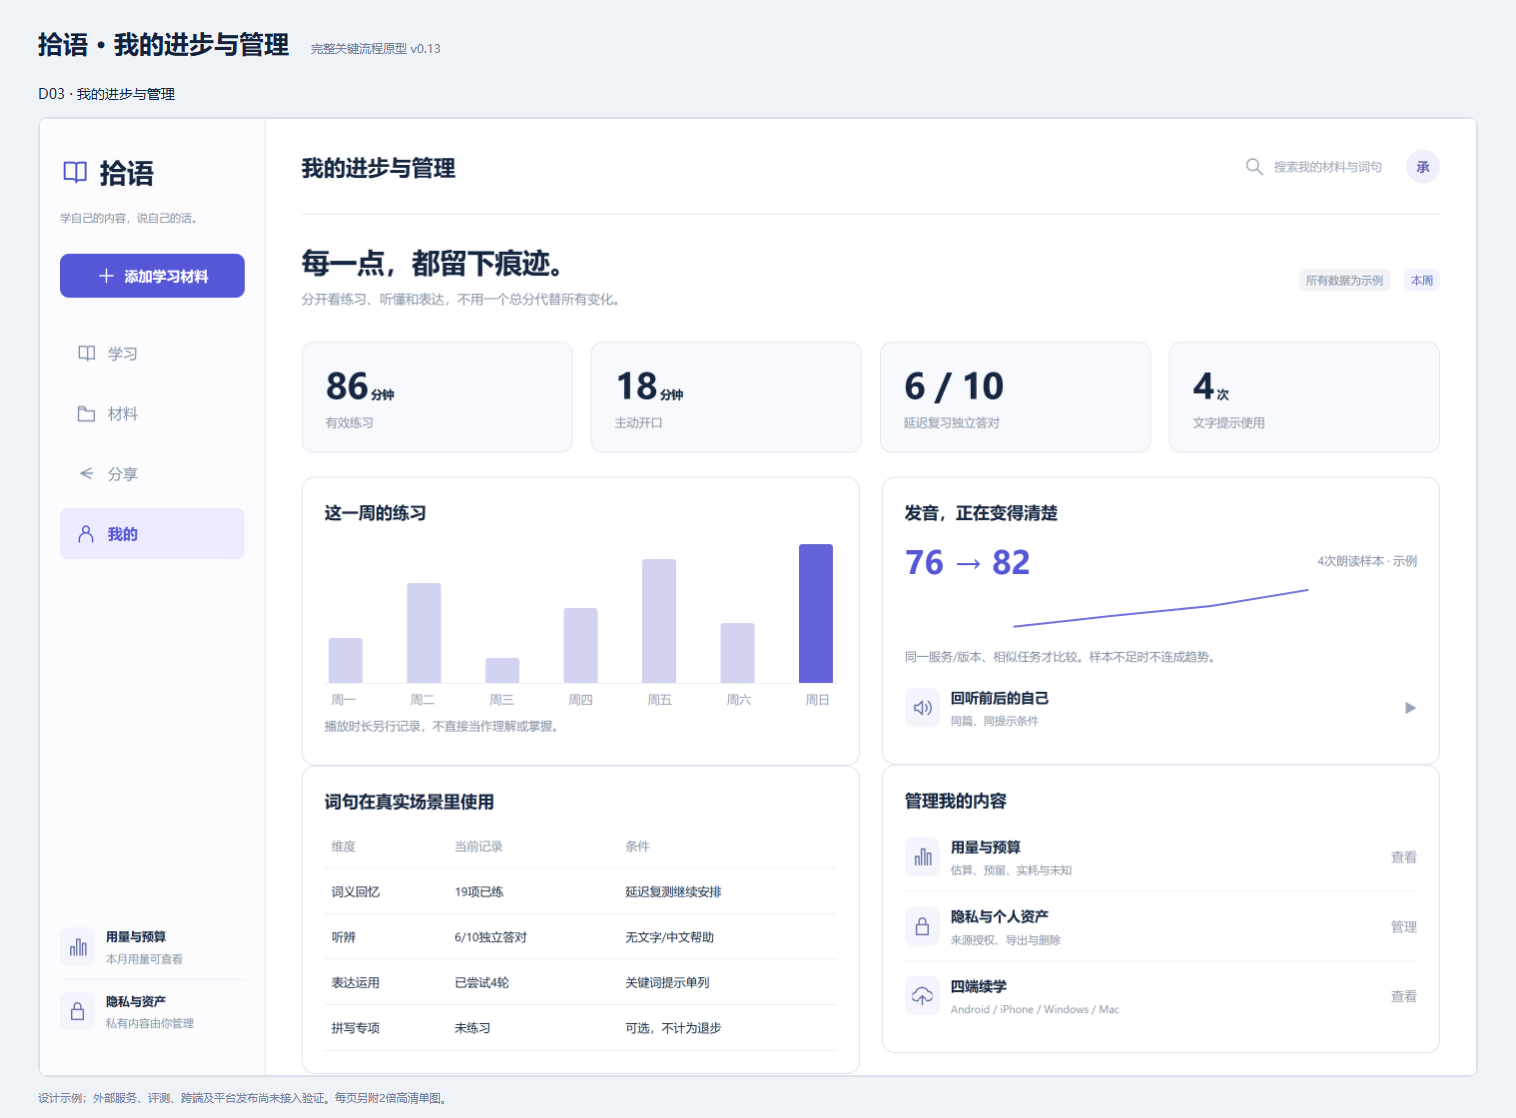 拾语 · 我的进步与管理 完整关键流程原型 v0.13
D03 · 我的进步与管理
拾语
学自己的内容，说自己的话。
添加学习材料
学习
材料
分享
我的
用量与预算
本月用量可查看
隐私与资产
私有内容由你管理
我的进步与管理
搜索我的材料与词句
承
每一点，都留下痕迹。
分开看练习、听懂和表达，不用一个总分代替所有变化。
所有数据为示例 本周
86分钟
有效练习
18分钟
主动开口
6 / 10
延迟复习独立答对
4次
文字提示使用
这一周的练习
周一 周二 周三 周四 周五 周六 周日
播放时长另行记录，不直接当作理解或掌握。
发音，正在变得清楚
76 → 82
4次朗读样本 · 示例
同一服务/版本、相似任务才比较。样本不足时不连成趋势。
回听前后的自己
同篇、同提示条件
词句在真实场景里使用
维度 当前记录 条件
词义回忆 19项已练 延迟复测继续安排
听辨 6/10独立答对 无文字/中文帮助
表达运用 已尝试4轮 关键词提示单列
拼写专项 未练习 可选，不计为退步
管理我的内容
用量与预算
估算、预留、实耗与未知
查看
隐私与个人资产
来源授权、导出与删除
管理
四端续学
Android / iPhone / Windows / Mac
查看
设计示例；外部服务、评测、跨端及平台发布尚未接入验证。每页另附2倍高清单图。